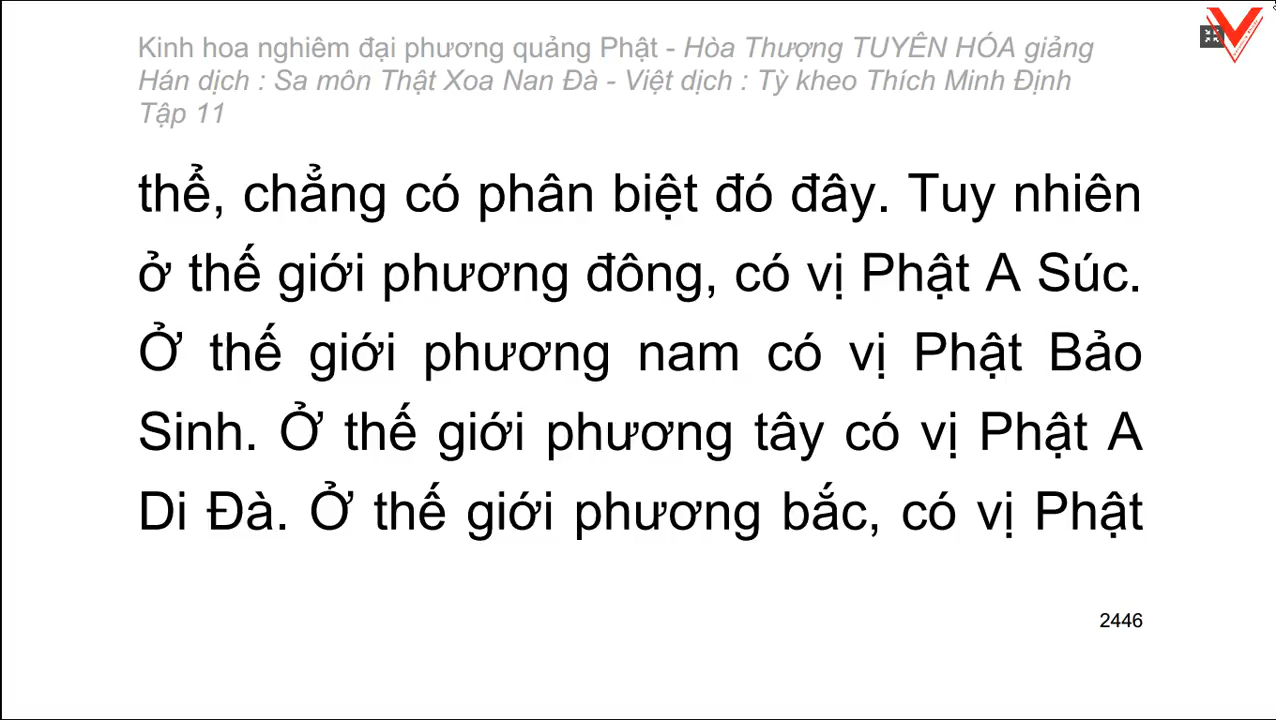 Kinh hoa nghiêm đại phương quảng Phật - Hòa Thượng TUYÊN HÓA giảng
Hán dịch : Sa môn Thật Xoa Nan Đà - Việt dịch : Tỳ kheo Thích Minh Định
Tập 11
thể, chẳng có phân biệt đó đây. Tuy nhiên
ở thế giới phương đông, có vị Phật A Súc.
Ở thế giới phương nam có vị Phật Bảo
Sinh. Ở thế giới phương tây có vị Phật A
Di Đà. Ở thế giới phương bắc, có vị Phật
2446